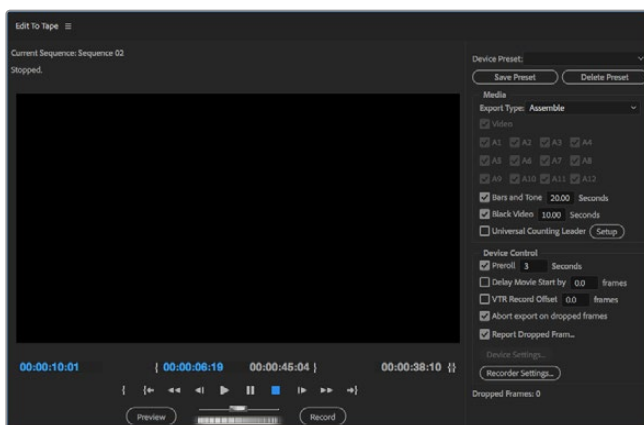 Edit To Tape
Current Sequence: Sequence 02
Stopped.
00:00:10:01
{ 00:00:06:19
00:00:45:04 }
00:00:38:10 {}
Preview
Record
Device Preset:
Save Preset
Delete Preset
Media
Export Type: Assemble
Video
A1 A2 A3 A4
A5 A6 A7 A8
A9 A10 A11 A12
Bars and Tone 20.00 Seconds
Black Video 10.00 Seconds
Universal Counting Leader Setup
Device Control
Preroll 3 Seconds
Delay Movie Start by 0.0 frames
VTR Record Offset 0.0 frames
Abort export on dropped frames
Report Dropped Fram...
Device Settings...
Recorder Settings...
Dropped Frames: 0